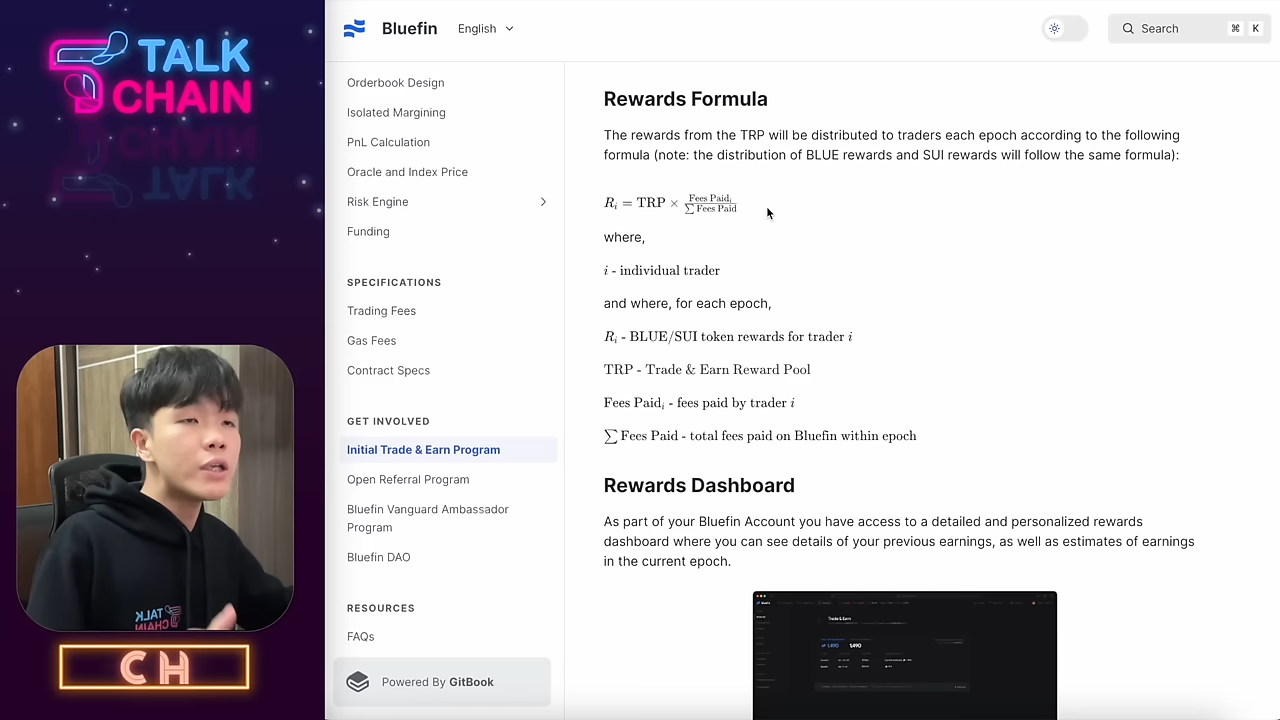 TALK
CHAIN
Bluefin
English
Search
⌘ K
Orderbook Design
Isolated Margining
PnL Calculation
Oracle and Index Price
Risk Engine
Funding
SPECIFICATIONS
Trading Fees
Gas Fees
Contract Specs
GET INVOLVED
Initial Trade & Earn Program
Open Referral Program
Bluefin Vanguard Ambassador
Program
Bluefin DAO
RESOURCES
FAQs
Powered by GitBook
Rewards Formula
The rewards from the TRP will be distributed to traders each epoch according to the following
formula (note: the distribution of BLUE rewards and SUI rewards will follow the same formula):
Rᵢ = TRP × Fees Paidᵢ / ∑ Fees Paid
where,
i - individual trader
and where, for each epoch,
Rᵢ - BLUE/SUI token rewards for trader i
TRP - Trade & Earn Reward Pool
Fees Paidᵢ - fees paid by trader i
∑ Fees Paid - total fees paid on Bluefin within epoch
Rewards Dashboard
As part of your Bluefin Account you have access to a detailed and personalized rewards
dashboard where you can see details of your previous earnings, as well as estimates of earnings
in the current epoch.
Trade & Earn
1,490 1,490
TALK
CHAIN